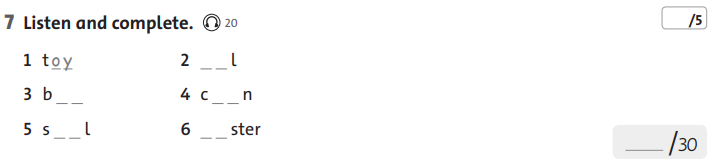 7 Listen and complete. 20 /5
1 toy 2 _ _ l
3 b _ _ 4 c _ _ n
5 s _ _ l 6 _ _ ster
___ /30